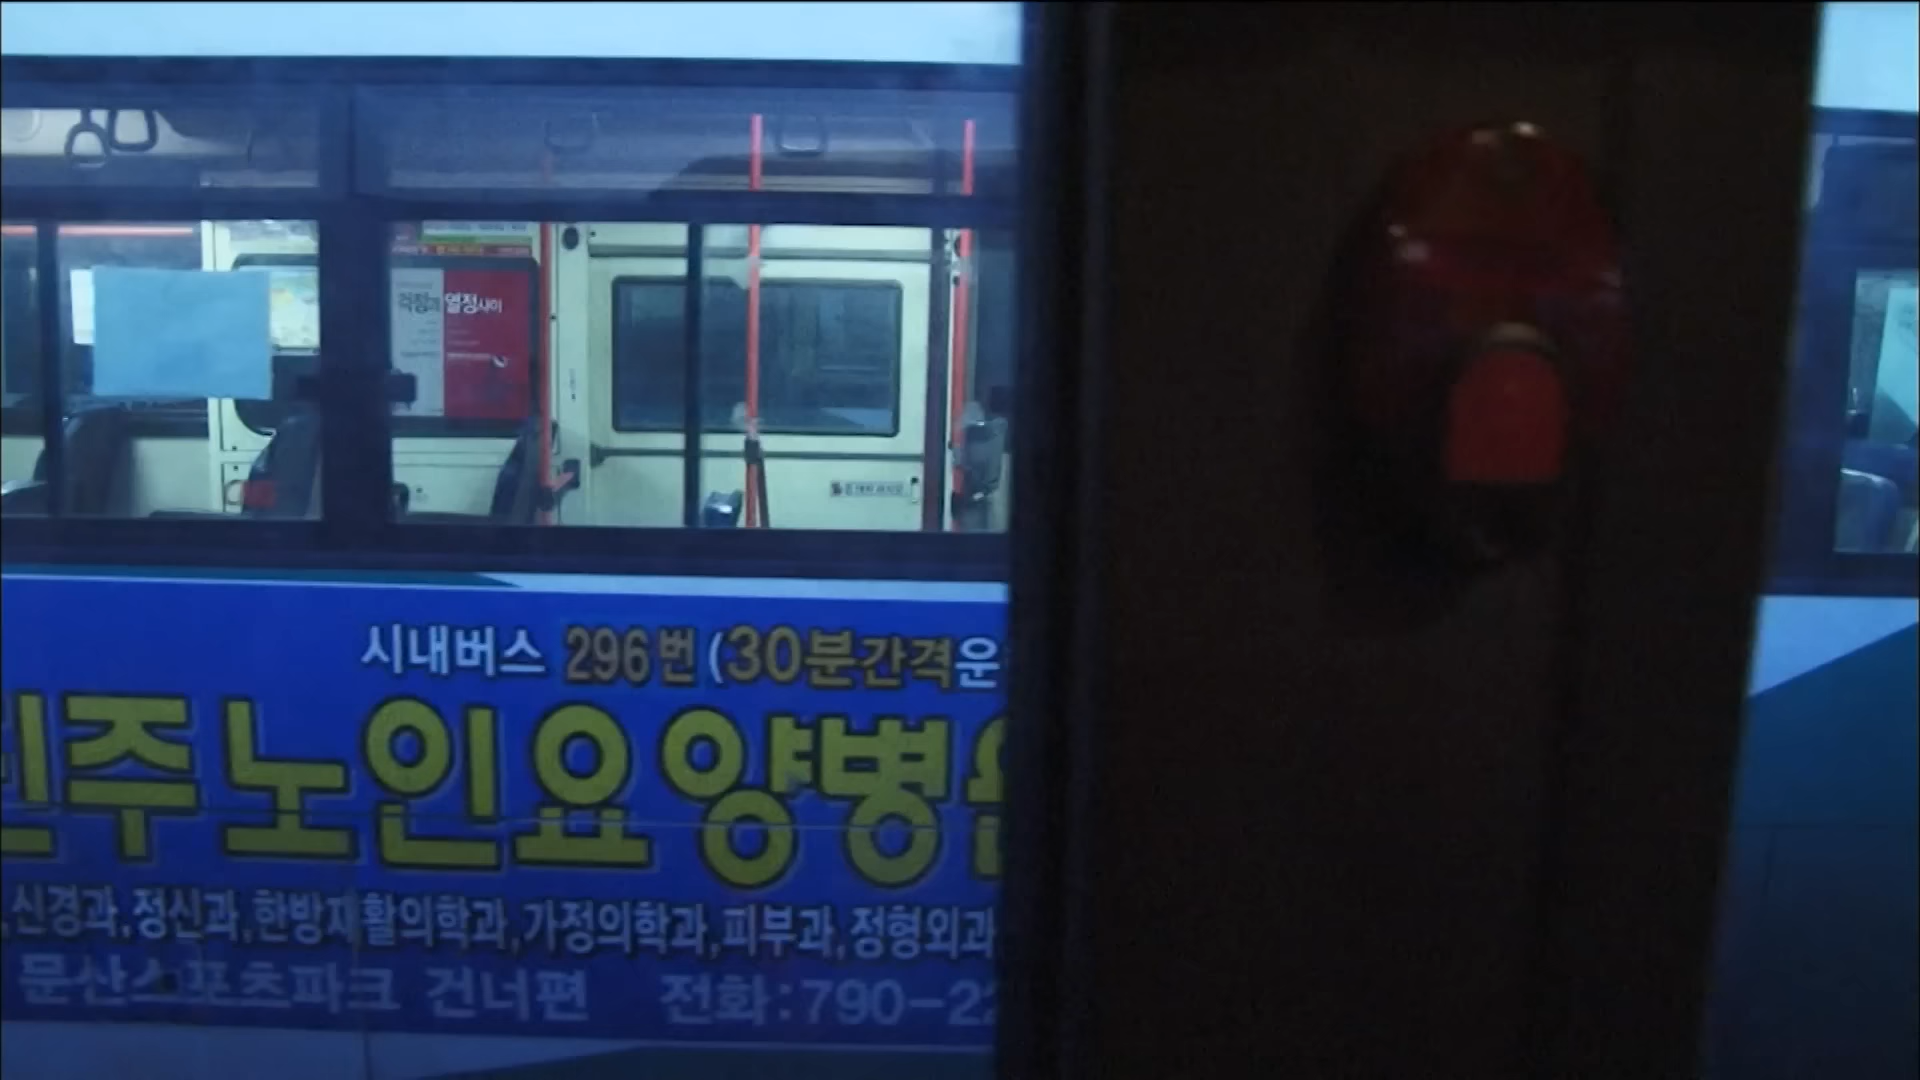 걱정과 열정사이
시내버스 296번 (30분간격운
진주노인요양병원
,신경과,정신과,한방재활의학과,가정의학과,피부과,정형외과
문산스포츠파크 건너편 전화:790-22